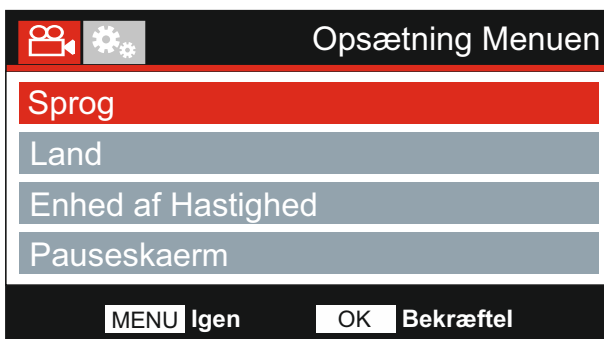 Opsætning Menuen
Sprog
Land
Enhed af Hastighed
Pauseskaerm
MENU Igen OK Bekræftel